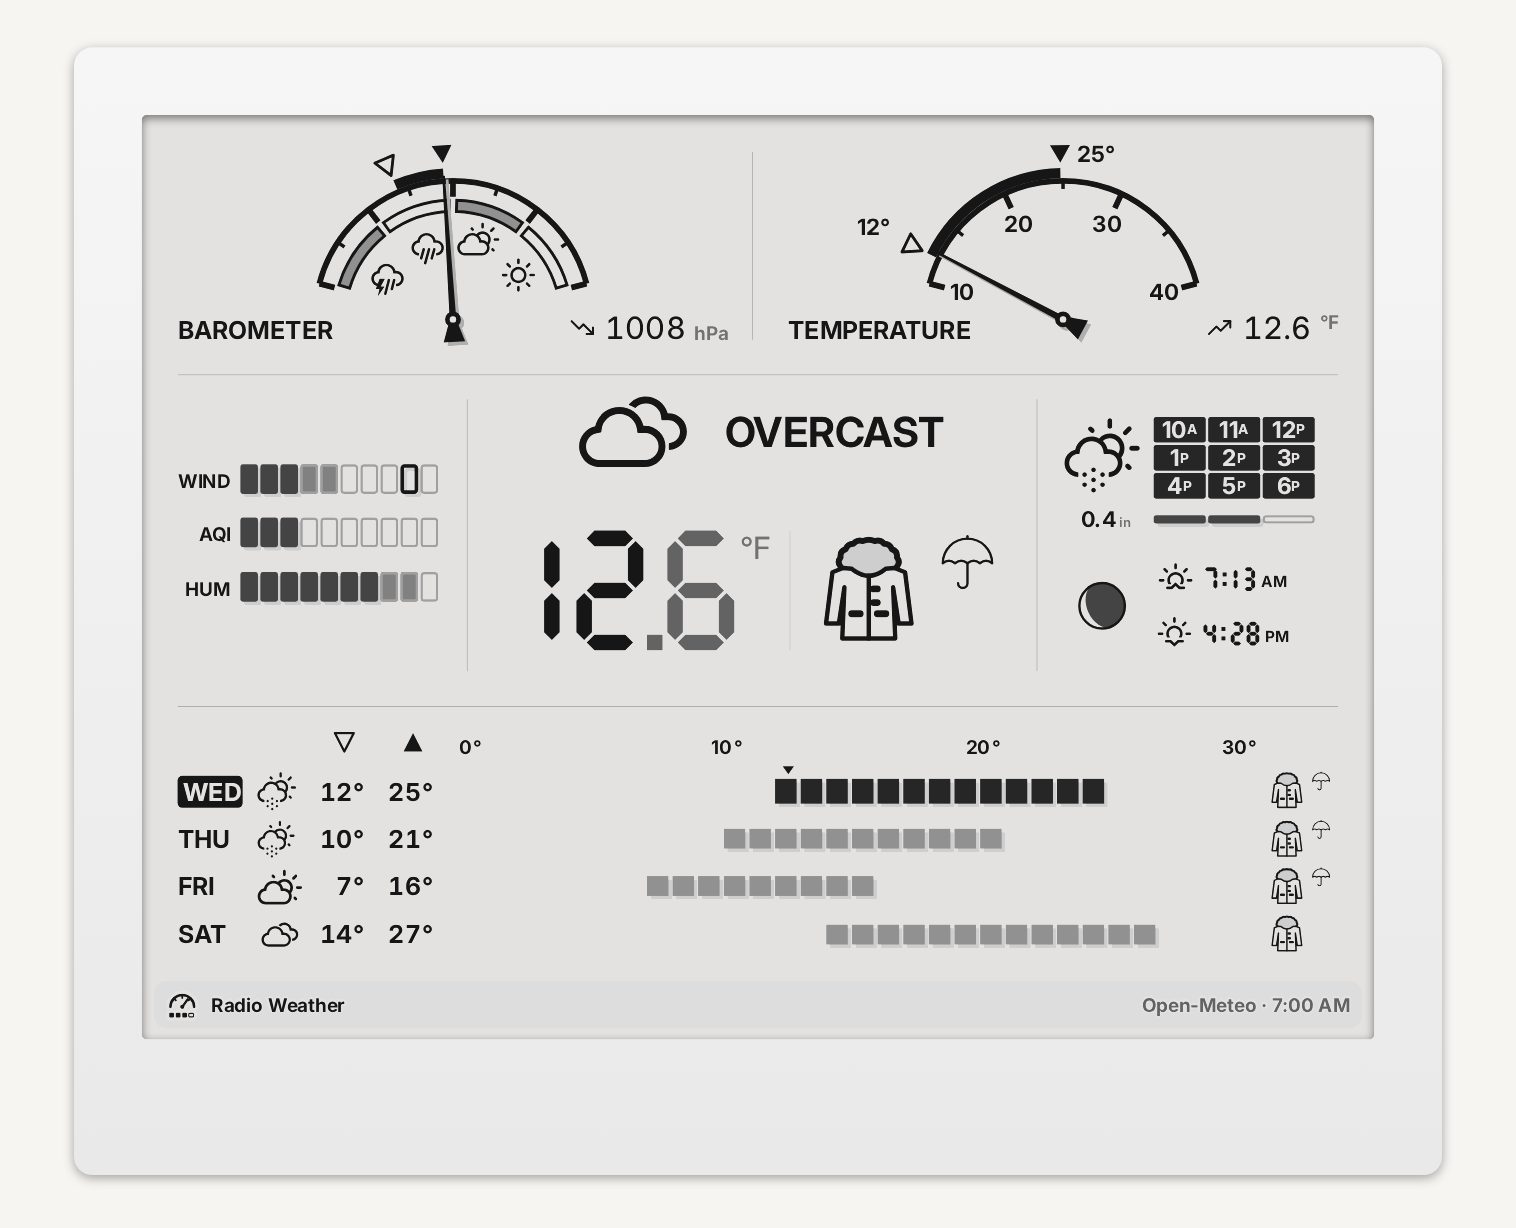 25°
12°
20 30
10 40
BAROMETER 1008 hPa
TEMPERATURE 12.6 °F
OVERCAST
WIND
AQI
HUM
12.6 °F
10A 11A 12P
1P 2P 3P
4P 5P 6P
0.4 in
7:13 AM
4:28 PM
0° 10° 20° 30°
WED 12° 25°
THU 10° 21°
FRI 7° 16°
SAT 14° 27°
Radio Weather
Open-Meteo · 7:00 AM